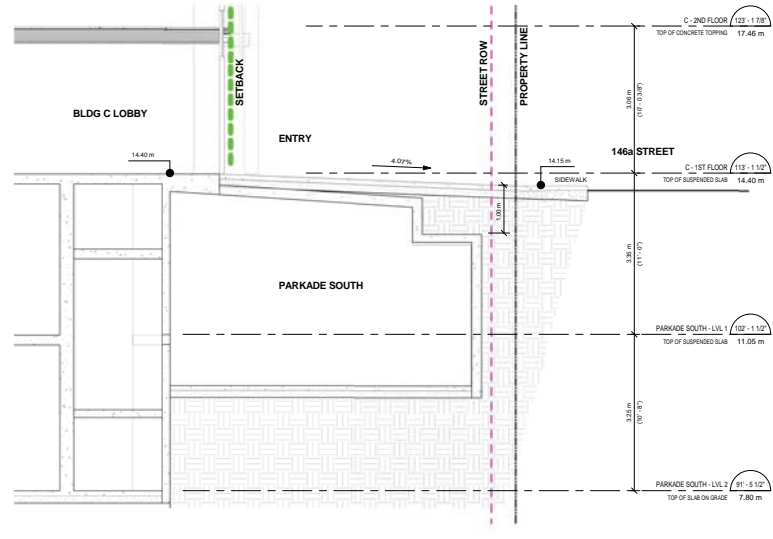 C - 2ND FLOOR 123' - 1 7/8"
TOP OF CONCRETE TOPPING 17.46 m
SETBACK
STREET ROW
PROPERTY LINE
3.06 m
(10' - 0 3/8")
BLDG C LOBBY
ENTRY
146a STREET
14.40 m
4.07%
14.15 m
SIDEWALK
C - 1ST FLOOR 113' - 1 1/2"
TOP OF SUSPENDED SLAB 14.40 m
1.00 m
3.35 m
(11' - 0")
PARKADE SOUTH
PARKADE SOUTH - LVL 1 102' - 1 1/2"
TOP OF SUSPENDED SLAB 11.05 m
3.25 m
(10' - 8")
PARKADE SOUTH - LVL 2 91' - 5 1/2"
TOP OF SLAB ON GRADE 7.80 m